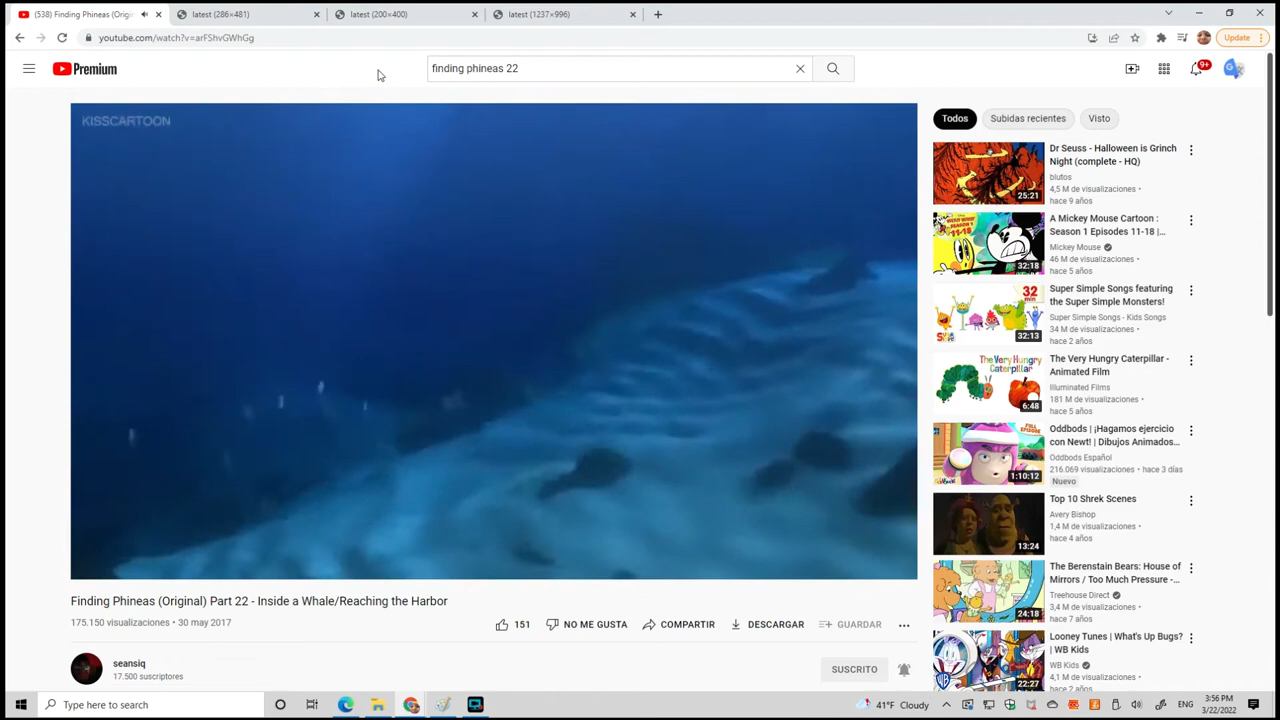 (538) Finding Phineas (Origi
latest (286×481)
latest (200×400)
latest (1237×996)
youtube.com/watch?v=arFShvGWhGg
Update
Premium
finding phineas 22
9+
KISSCARTOON
Todos
Subidas recientes
Visto
Dr Seuss - Halloween is Grinch
Night (complete - HQ)
blutos
4,5 M de visualizaciones •
hace 9 años
25:21
A Mickey Mouse Cartoon :
Season 1 Episodes 11-18 |...
Mickey Mouse
46 M de visualizaciones •
hace 5 años
32:18
Super Simple Songs featuring
the Super Simple Monsters!
Super Simple Songs - Kids Songs
34 M de visualizaciones •
hace 2 años
32 min
32:13
The Very Hungry Caterpillar -
Animated Film
Illuminated Films
181 M de visualizaciones •
hace 5 años
The Very Hungry
Caterpillar
6:48
Oddbods | ¡Hagamos ejercicio
con Newt! | Dibujos Animados...
Oddbods Español
216.069 visualizaciones • hace 3 días
Nuevo
1:10:12
Top 10 Shrek Scenes
Avery Bishop
1,4 M de visualizaciones •
hace 4 años
13:24
The Berenstain Bears: House of
Mirrors / Too Much Pressure -...
Treehouse Direct
3,4 M de visualizaciones •
hace 7 años
24:18
Looney Tunes | What's Up Bugs?
| WB Kids
WB Kids
4,1 M de visualizaciones •
hace 2 años
22:27
Finding Phineas (Original) Part 22 - Inside a Whale/Reaching the Harbor
175.150 visualizaciones • 30 may 2017
151
NO ME GUSTA
COMPARTIR
DESCARGAR
GUARDAR
seansiq
17.500 suscriptores
SUSCRITO
Type here to search
41°F Cloudy
ENG
3:56 PM
3/22/2022